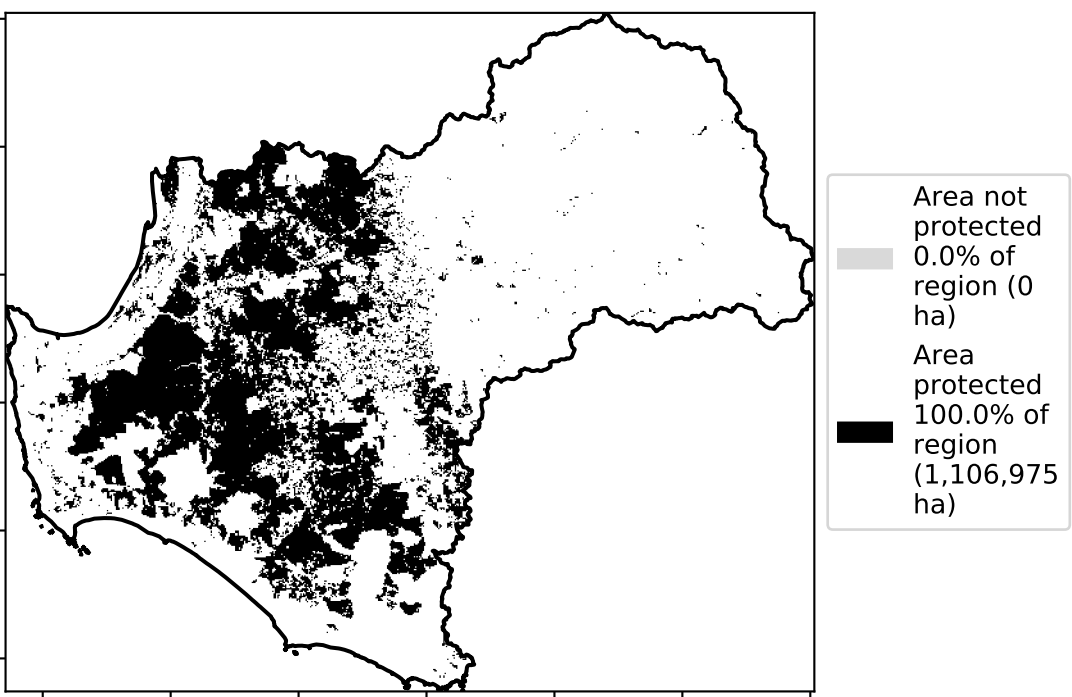 Area not
protected
0.0% of
region (0
ha)
Area
protected
100.0% of
region
(1,106,975
ha)